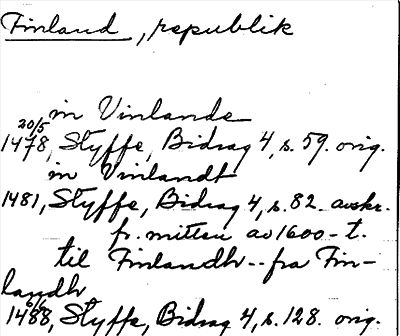 Finland, republik
in Vinlande
20/5
1478, Styffe, Bidrag 4, s. 59. orig.
in Vinlandt
1481, Styffe, Bidrag 4, s. 82. avskr.
fr. mitten av 1600-t.
til Finlandh -- fra Fin-
landh
1488, Styffe, Bidrag 4, s. 128. orig.